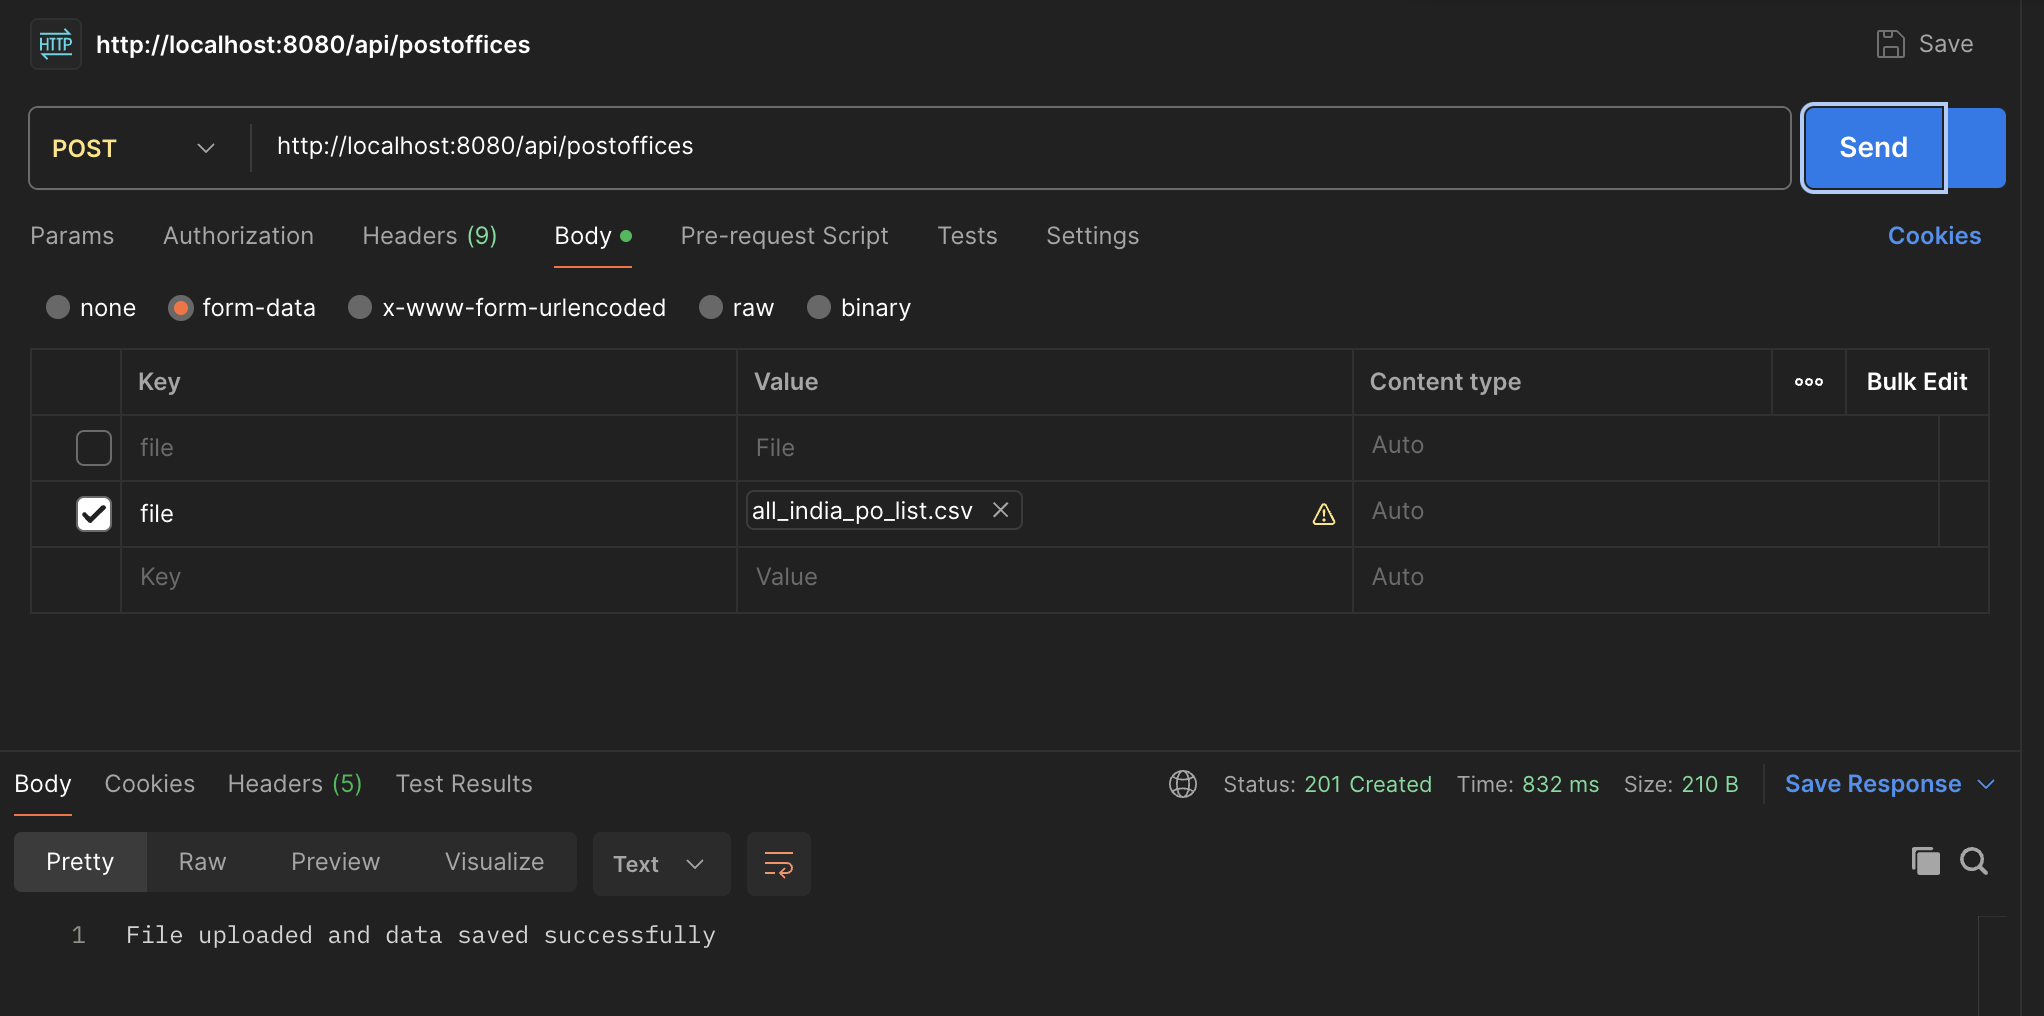 HTTP http://localhost:8080/api/postoffices Save
POST http://localhost:8080/api/postoffices Send
Params Authorization Headers (9) Body Pre-request Script Tests Settings Cookies
none form-data x-www-form-urlencoded raw binary
Key Value Content type Bulk Edit
file File Auto
file all_india_po_list.csv Auto
Key Value Auto
Body Cookies Headers (5) Test Results Status: 201 Created Time: 832 ms Size: 210 B Save Response
Pretty Raw Preview Visualize Text
1 File uploaded and data saved successfully